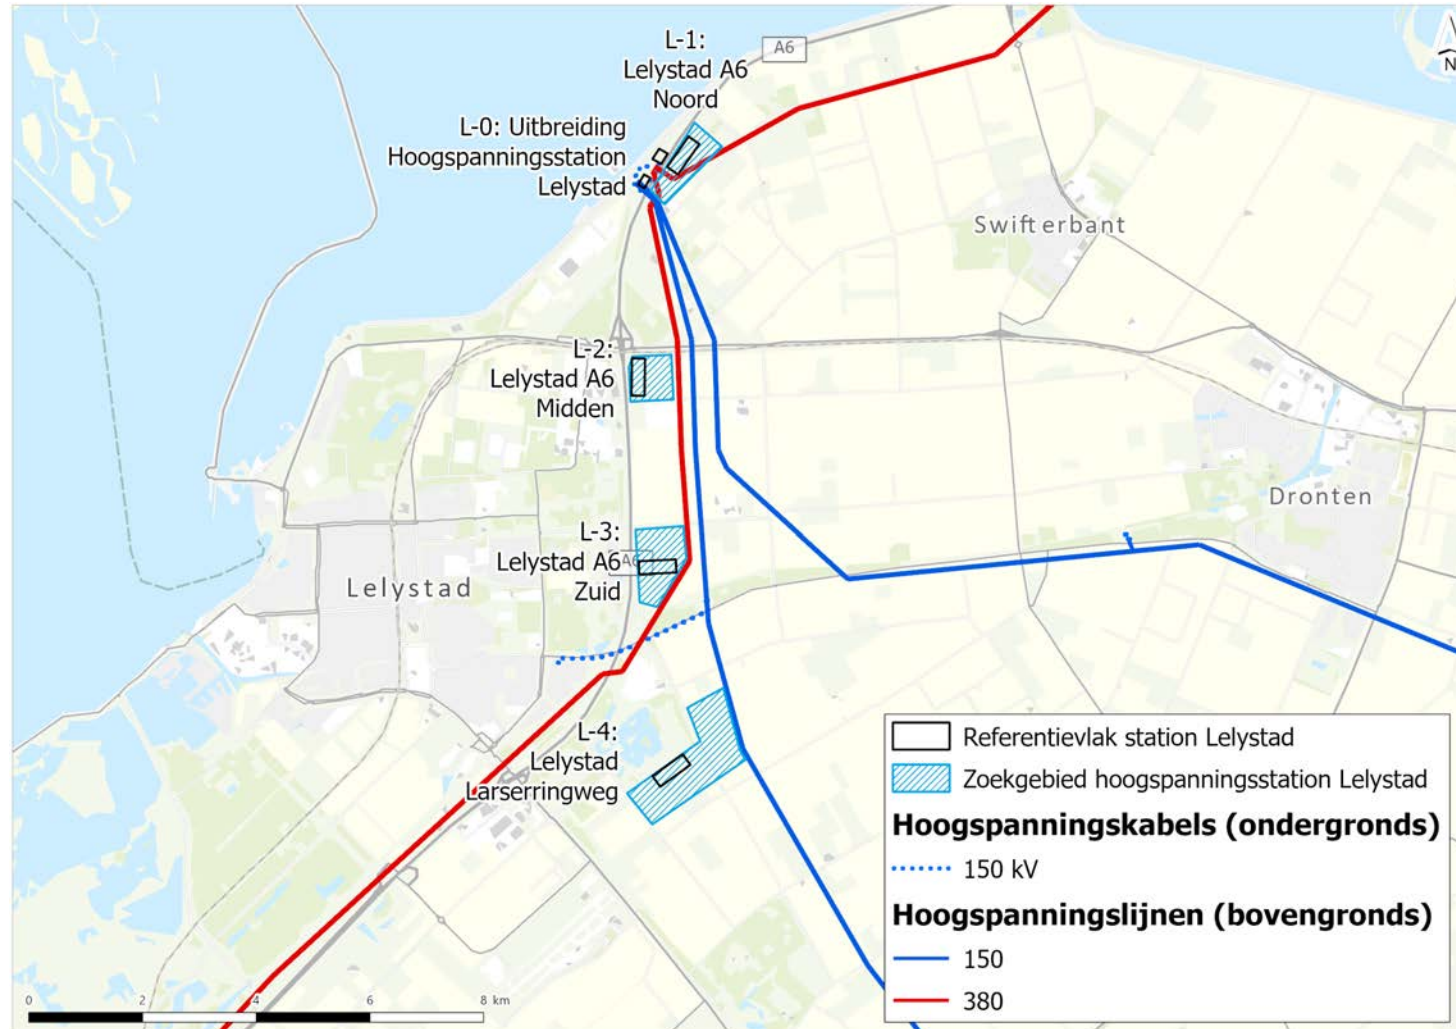 L-1:
Lelystad A6
Noord
A6
N
L-0: Uitbreiding
Hoogspanningsstation
Lelystad
Swifterbant
L-2:
Lelystad A6
Midden
Dronten
L-3:
Lelystad A6
Zuid
A6
Lelystad
L-4:
Lelystad
Larserringweg
Referentievlak station Lelystad
Zoekgebied hoogspanningsstation Lelystad
Hoogspanningskabels (ondergronds)
150 kV
Hoogspanningslijnen (bovengronds)
150
380
0 2 4 6 8 km